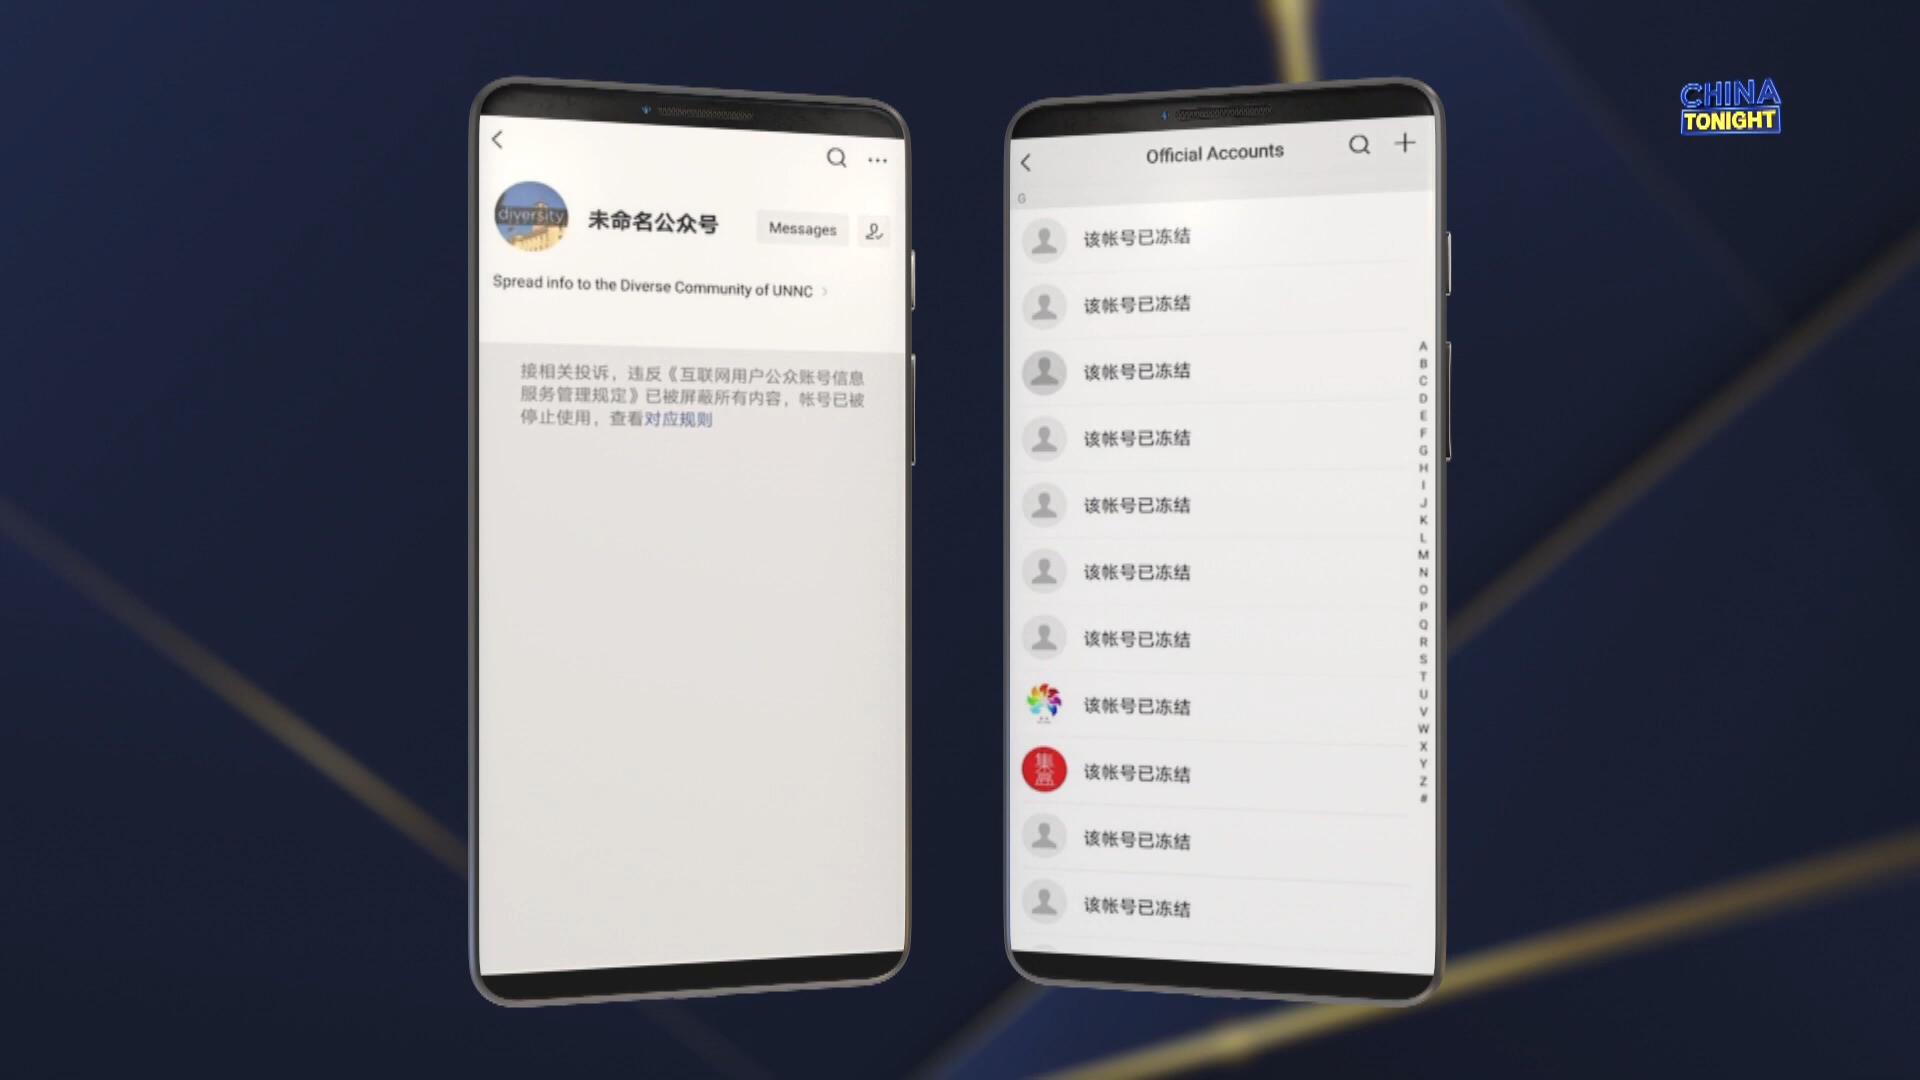 CHINA
TONIGHT
diversity
未命名公众号
Messages
Spread info to the Diverse Community of UNNC
接相关投诉，违反《互联网用户公众账号信息
服务管理规定》已被屏蔽所有内容，帐号已被
停止使用，查看对应规则
Official Accounts
G
该帐号已冻结
该帐号已冻结
该帐号已冻结
该帐号已冻结
该帐号已冻结
该帐号已冻结
该帐号已冻结
该帐号已冻结
集
盒
该帐号已冻结
该帐号已冻结
该帐号已冻结
A
B
C
D
E
F
G
H
I
J
K
L
M
N
O
P
Q
R
S
T
U
V
W
X
Y
Z
#